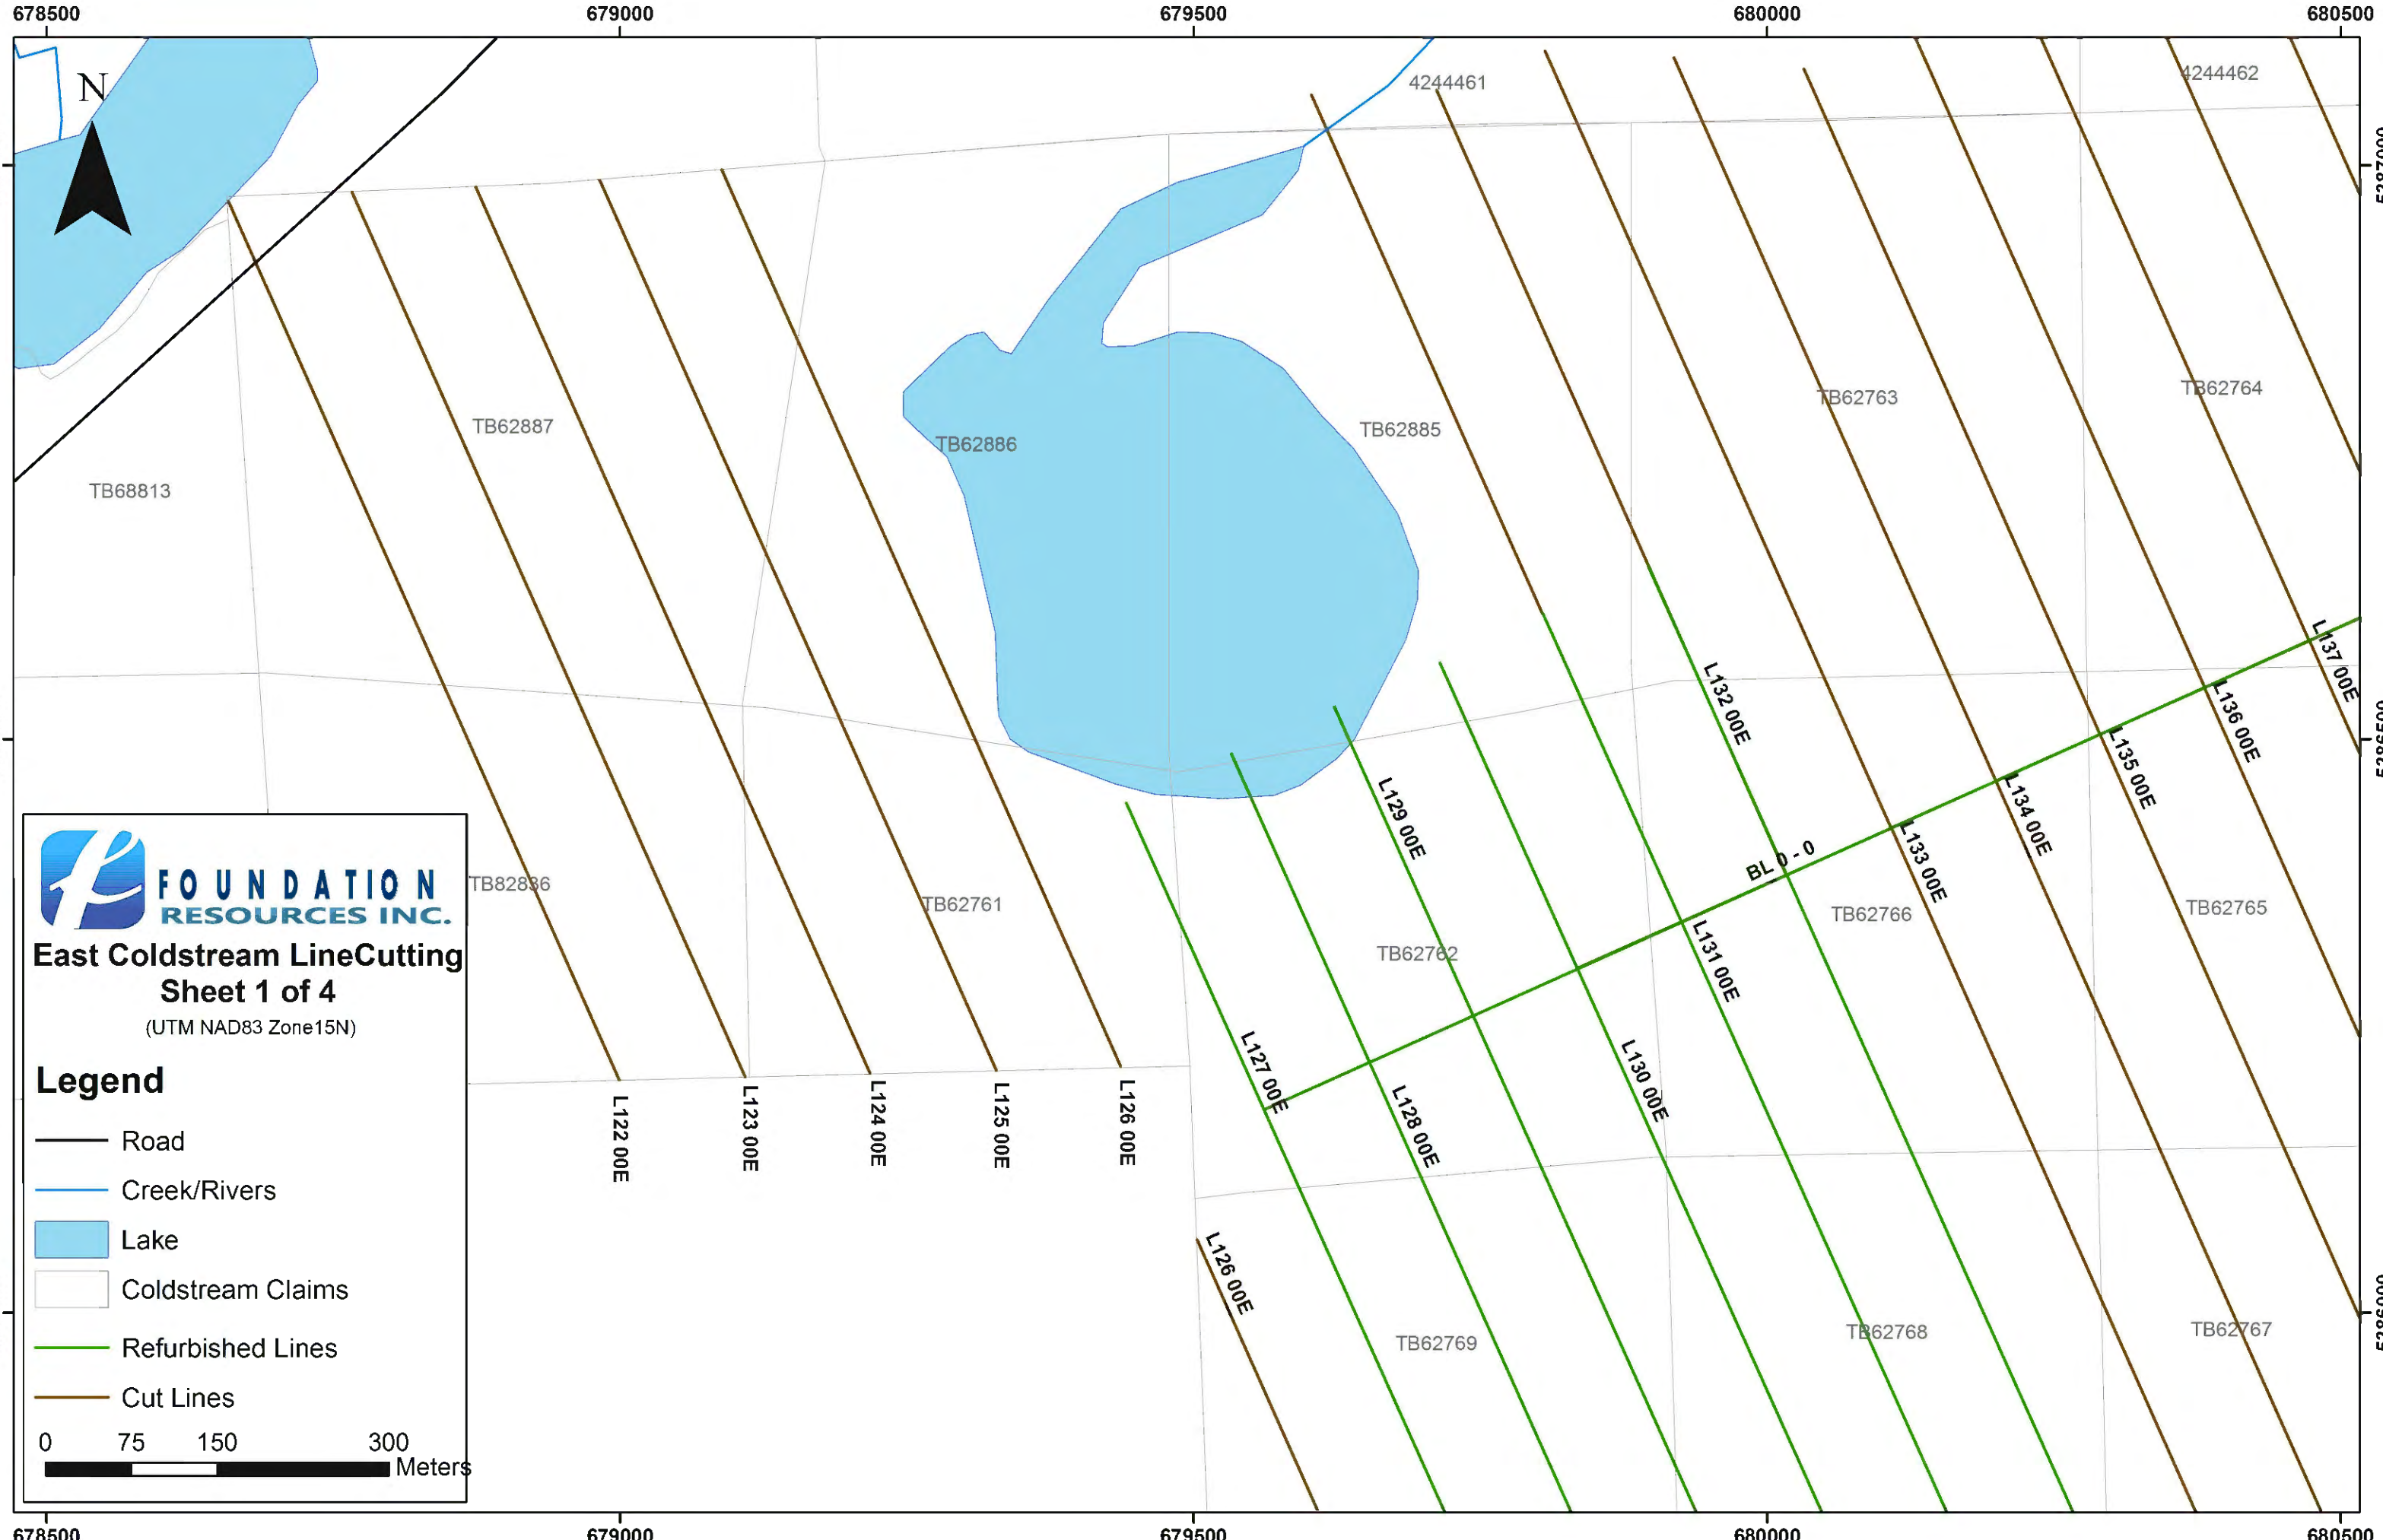 678500 679000 679500 680000 680500
N
4244461
4244462
TB62887
TB62886
TB62885
TB62763
TB62764
TB68813
L137 00E
L132 00E
L136 00E
L135 00E
L129 00E
L134 00E
L133 00E
BL 0 - 0
TB82836
TB62761
TB62762
TB62766
TB62765
L131 00E
L127 00E
L130 00E
L128 00E
L122 00E
L123 00E
L124 00E
L125 00E
L126 00E
L126 00E
TB62769
TB62768
TB62767
FOUNDATION
RESOURCES INC.
East Coldstream LineCutting
Sheet 1 of 4
(UTM NAD83 Zone15N)
Legend
Road
Creek/Rivers
Lake
Coldstream Claims
Refurbished Lines
Cut Lines
0 75 150 300
Meters
678500 679000 679500 680000 680500